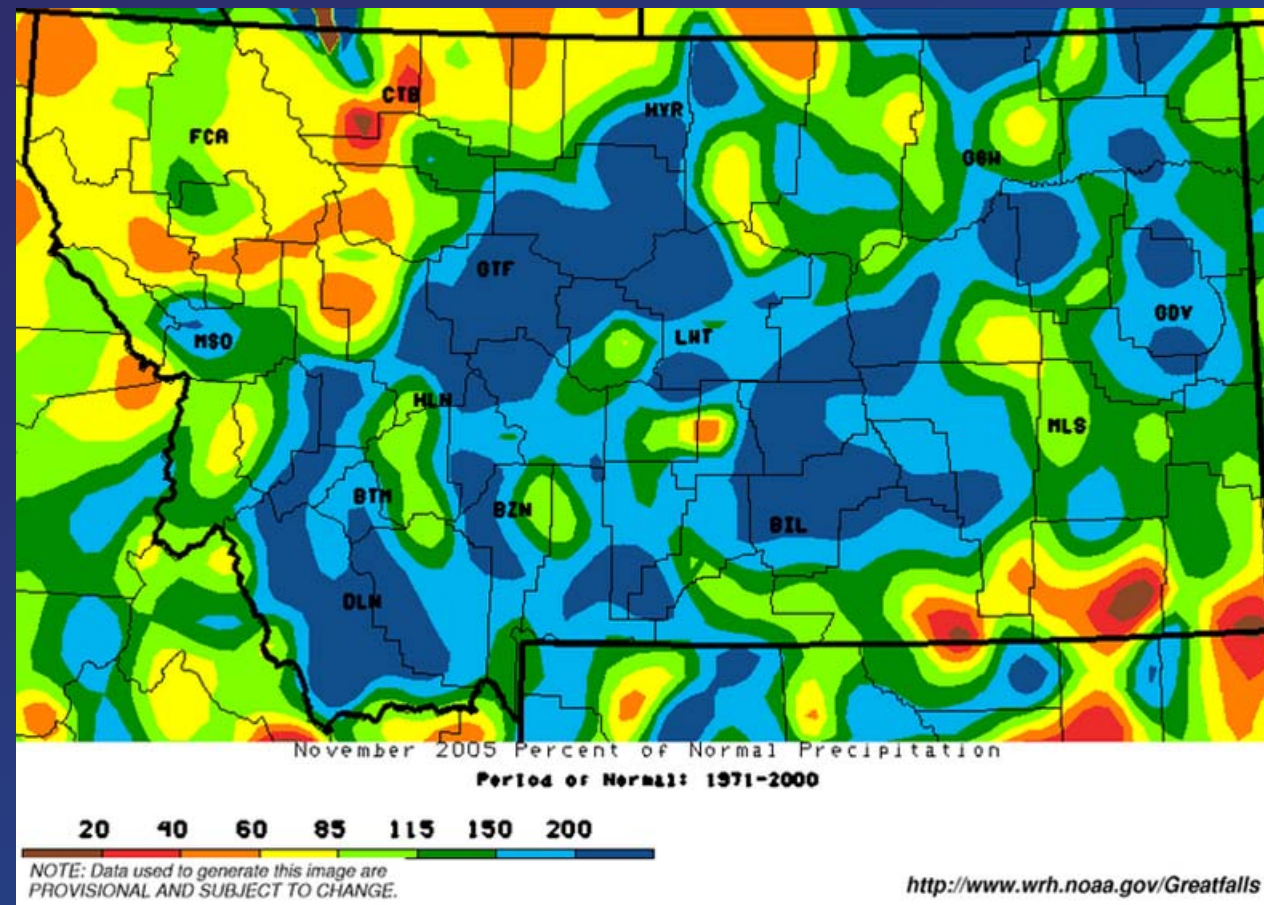 CTB
HVR
FCA
GGW
GTF
GDV
MSO
LWT
HLN
MLS
BTM
BZN
BIL
DLN
November 2005 Percent of Normal Precipitation
Period of Normal: 1971-2000
20 40 60 85 115 150 200
NOTE: Data used to generate this image are
PROVISIONAL AND SUBJECT TO CHANGE.
http://www.wrh.noaa.gov/Greatfalls